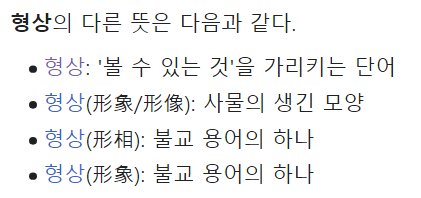 형상의 다른 뜻은 다음과 같다.
• 형상: '볼 수 있는 것'을 가리키는 단어
• 형상(形象/形像): 사물의 생긴 모양
• 형상(形相): 불교 용어의 하나
• 형상(形象): 불교 용어의 하나